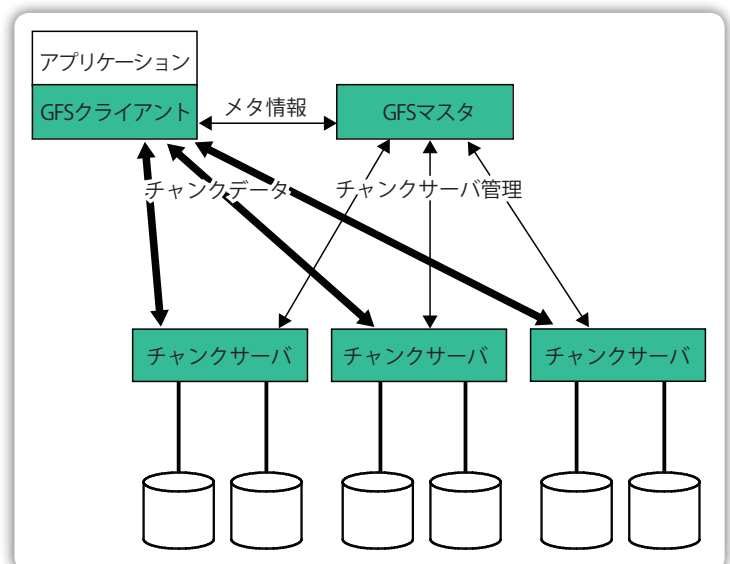 アプリケーション
GFSクライアント
メタ情報
GFSマスタ
チャンクデータ
チャンクサーバ管理
チャンクサーバ
チャンクサーバ
チャンクサーバ